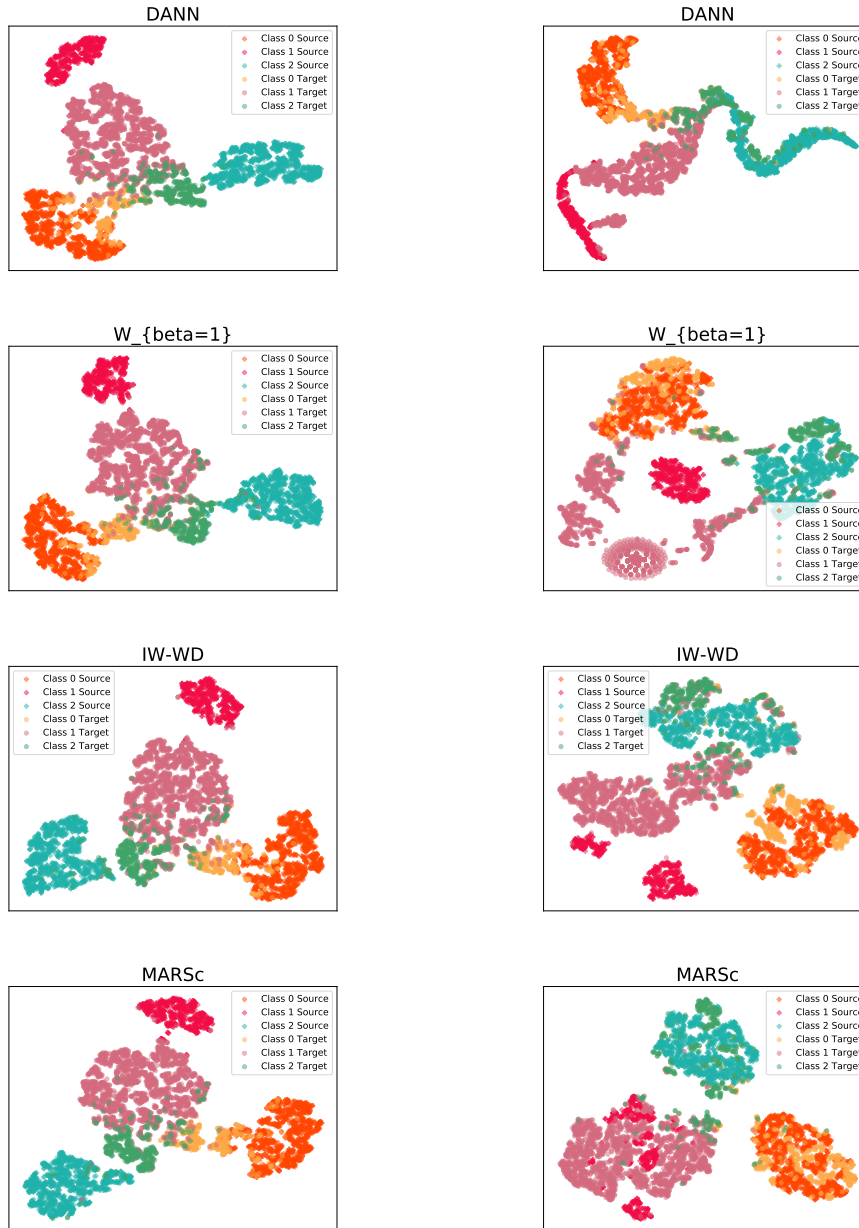 DANN
Class 0 Source
Class 1 Source
Class 2 Source
Class 0 Target
Class 1 Target
Class 2 Target
DANN
Class 0 Source
Class 1 Source
Class 2 Source
Class 0 Target
Class 1 Target
Class 2 Target
W_{beta=1}
Class 0 Source
Class 1 Source
Class 2 Source
Class 0 Target
Class 1 Target
Class 2 Target
W_{beta=1}
Class 0 Source
Class 1 Source
Class 2 Source
Class 0 Target
Class 1 Target
Class 2 Target
IW-WD
Class 0 Source
Class 1 Source
Class 2 Source
Class 0 Target
Class 1 Target
Class 2 Target
IW-WD
Class 0 Source
Class 1 Source
Class 2 Source
Class 0 Target
Class 1 Target
Class 2 Target
MARSc
Class 0 Source
Class 1 Source
Class 2 Source
Class 0 Target
Class 1 Target
Class 2 Target
MARSc
Class 0 Source
Class 1 Source
Class 2 Source
Class 0 Target
Class 1 Target
Class 2 Target